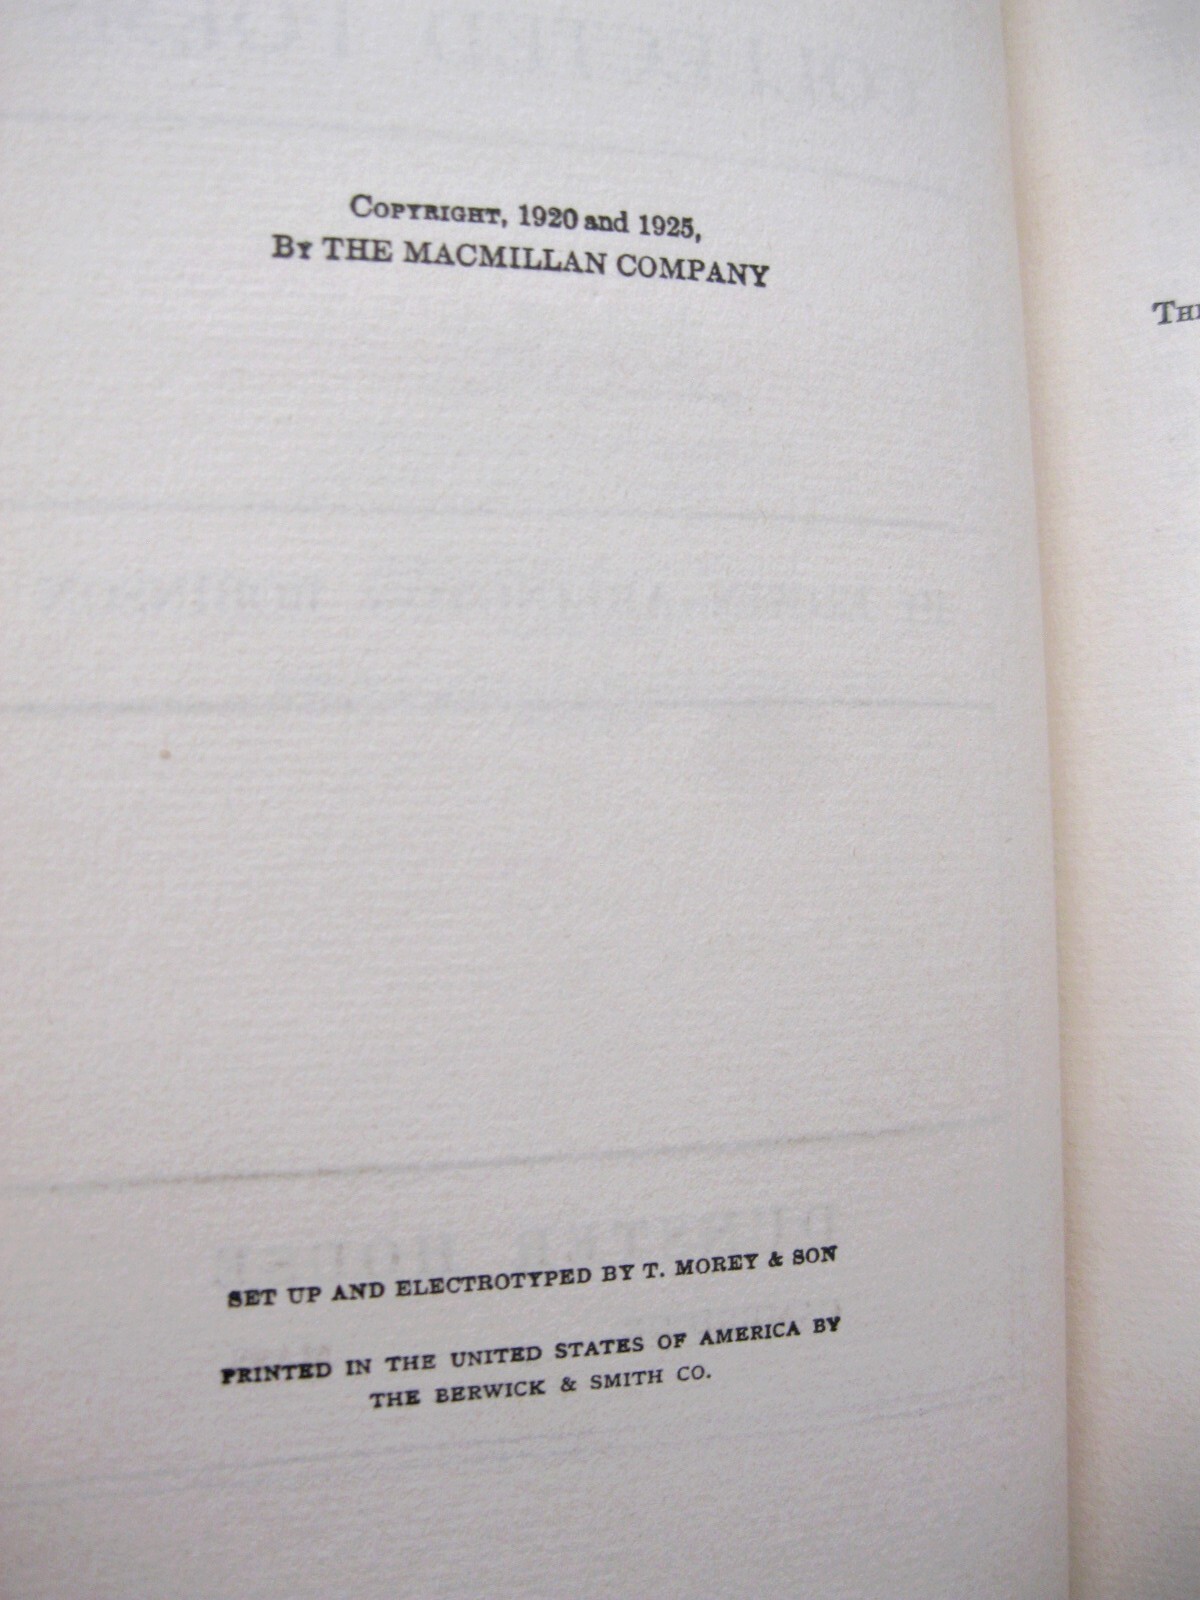 COPYRIGHT, 1920 and 1925,
BY THE MACMILLAN COMPANY
THE
SET UP AND ELECTROTYPED BY T. MOREY & SON
PRINTED IN THE UNITED STATES OF AMERICA BY
THE BERWICK & SMITH CO.